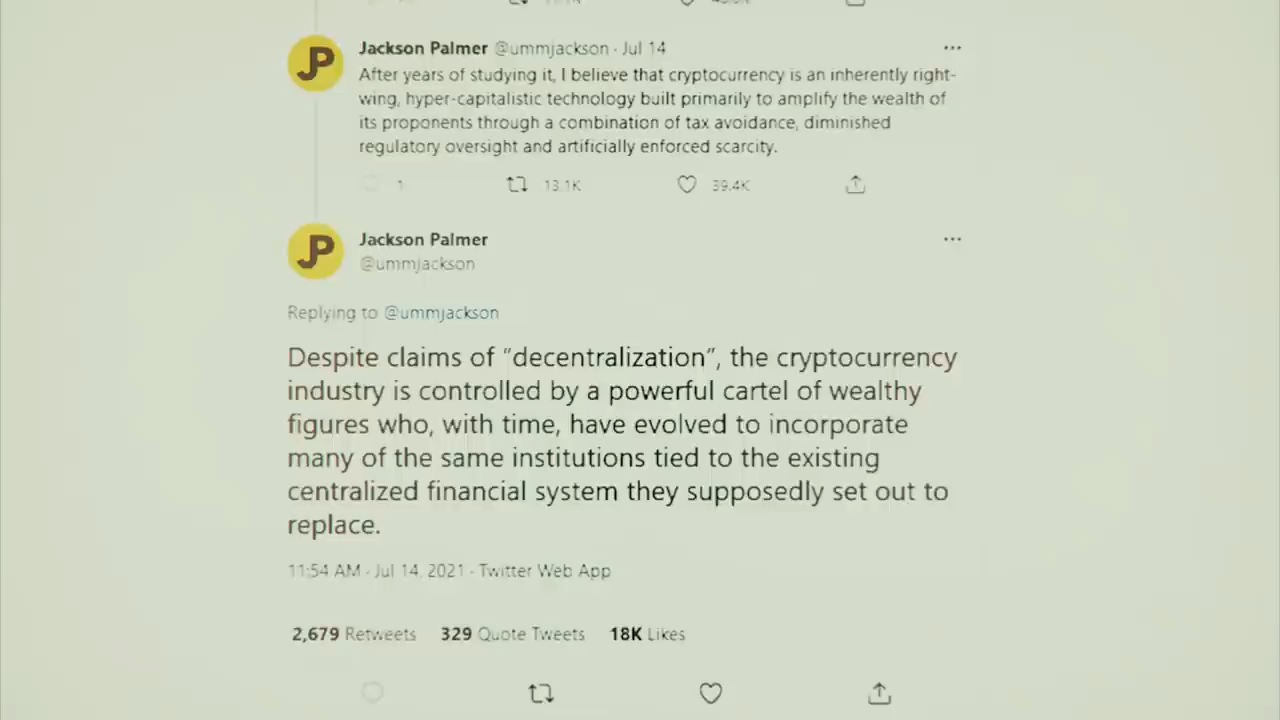 Jackson Palmer @ummjackson · Jul 14
After years of studying it, I believe that cryptocurrency is an inherently right-
wing, hyper-capitalistic technology built primarily to amplify the wealth of
its proponents through a combination of tax avoidance, diminished
regulatory oversight and artificially enforced scarcity.
1 13.1K 39.4K
JP
Jackson Palmer
@ummjackson
Replying to @ummjackson
Despite claims of “decentralization”, the cryptocurrency
industry is controlled by a powerful cartel of wealthy
figures who, with time, have evolved to incorporate
many of the same institutions tied to the existing
centralized financial system they supposedly set out to
replace.
11:54 AM · Jul 14, 2021 · Twitter Web App
2,679 Retweets 329 Quote Tweets 18K Likes